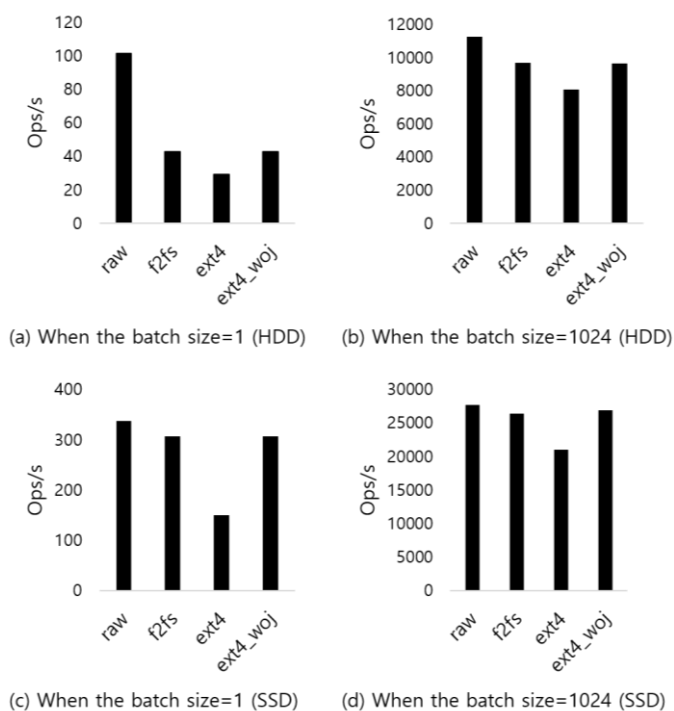 120
100
80
60
40
20
0
Ops/s
raw
f2fs
ext4
ext4_woj
(a) When the batch size=1 (HDD)
12000
10000
8000
6000
4000
2000
0
Ops/s
raw
f2fs
ext4
ext4_woj
(b) When the batch size=1024 (HDD)
400
300
200
100
0
Ops/s
raw
f2fs
ext4
ext4_woj
(c) When the batch size=1 (SSD)
30000
25000
20000
15000
10000
5000
0
Ops/s
raw
f2fs
ext4
ext4_woj
(d) When the batch size=1024 (SSD)